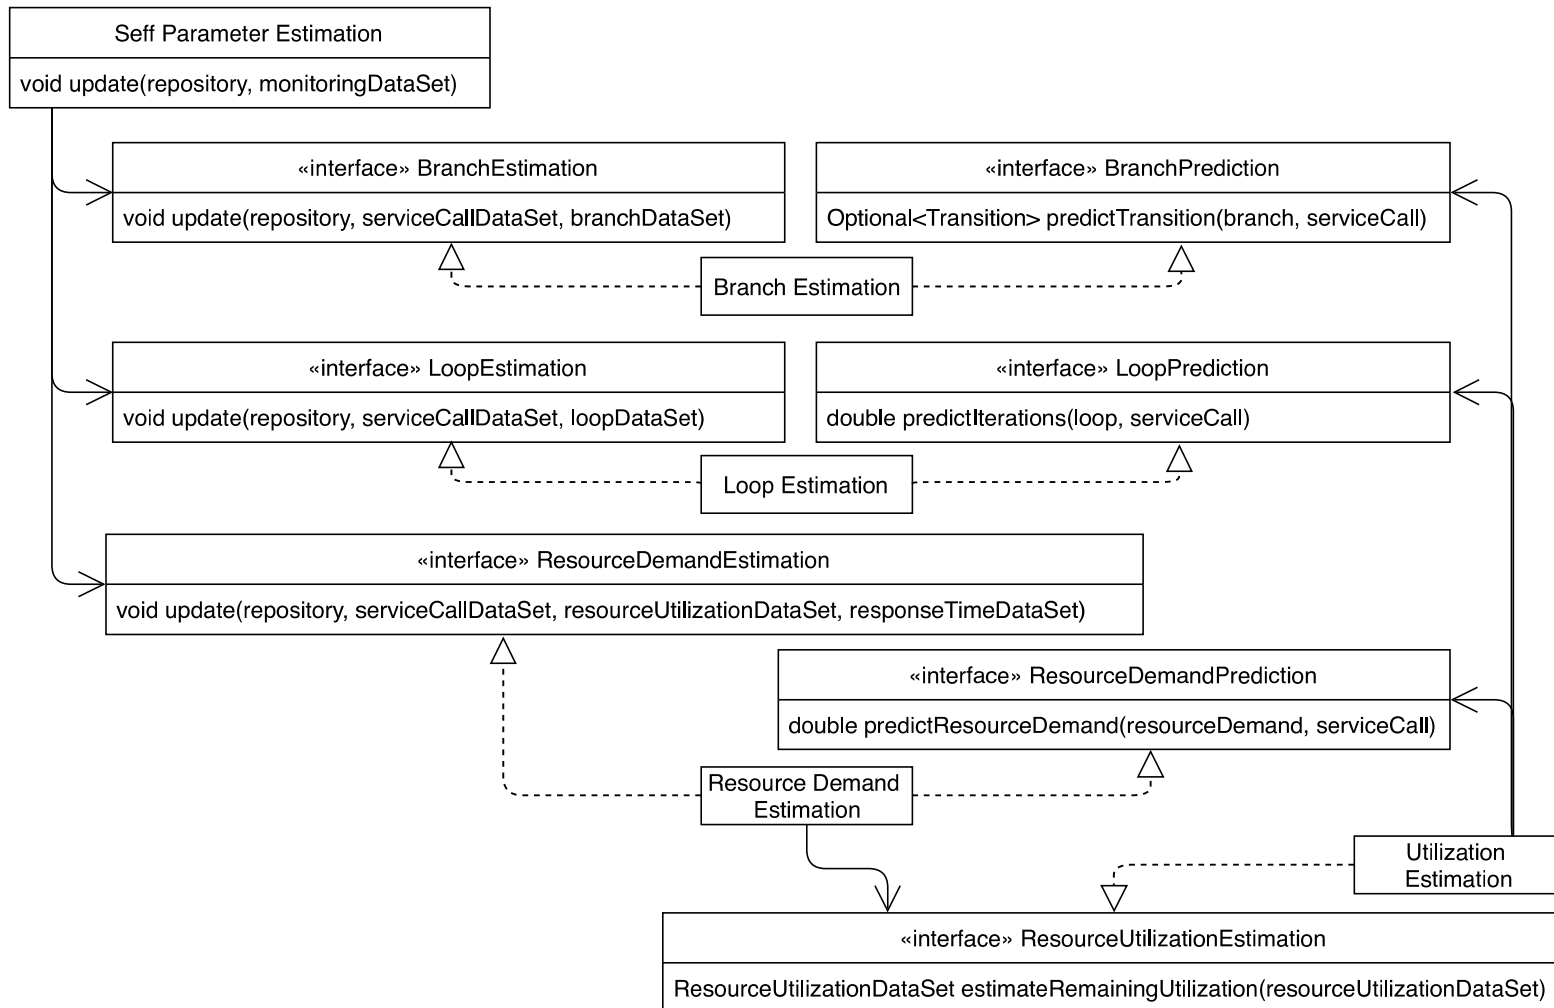 Seff Parameter Estimation
void update(repository, monitoringDataSet)
«interface» BranchEstimation
void update(repository, serviceCallDataSet, branchDataSet)
«interface» BranchPrediction
Optional<Transition> predictTransition(branch, serviceCall)
Branch Estimation
«interface» LoopEstimation
void update(repository, serviceCallDataSet, loopDataSet)
«interface» LoopPrediction
double predictIterations(loop, serviceCall)
Loop Estimation
«interface» ResourceDemandEstimation
void update(repository, serviceCallDataSet, resourceUtilizationDataSet, responseTimeDataSet)
«interface» ResourceDemandPrediction
double predictResourceDemand(resourceDemand, serviceCall)
Resource Demand
Estimation
Utilization
Estimation
«interface» ResourceUtilizationEstimation
ResourceUtilizationDataSet estimateRemainingUtilization(resourceUtilizationDataSet)